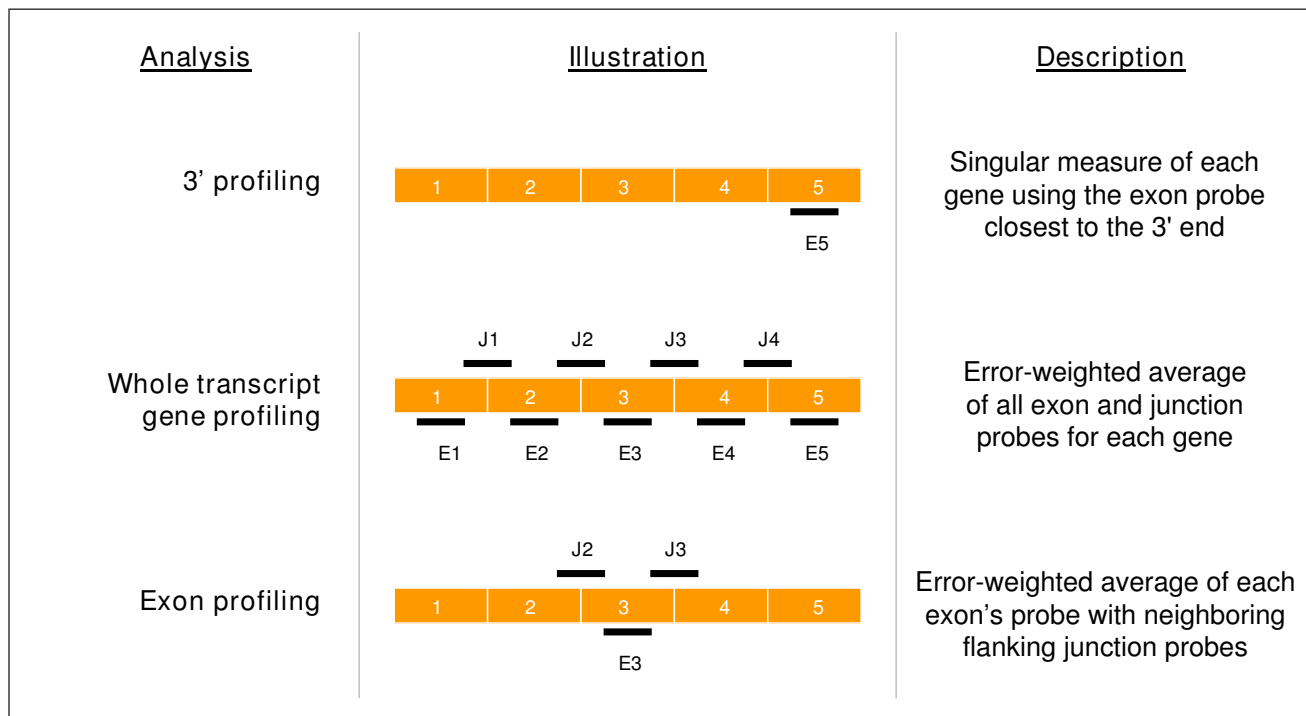 Analysis
Illustration
Description
3’ profiling
1 2 3 4 5
E5
Singular measure of each
gene using the exon probe
closest to the 3' end
Whole transcript
gene profiling
J1 J2 J3 J4
1 2 3 4 5
E1 E2 E3 E4 E5
Error-weighted average
of all exon and junction
probes for each gene
Exon profiling
J2 J3
1 2 3 4 5
E3
Error-weighted average of each
exon’s probe with neighboring
flanking junction probes